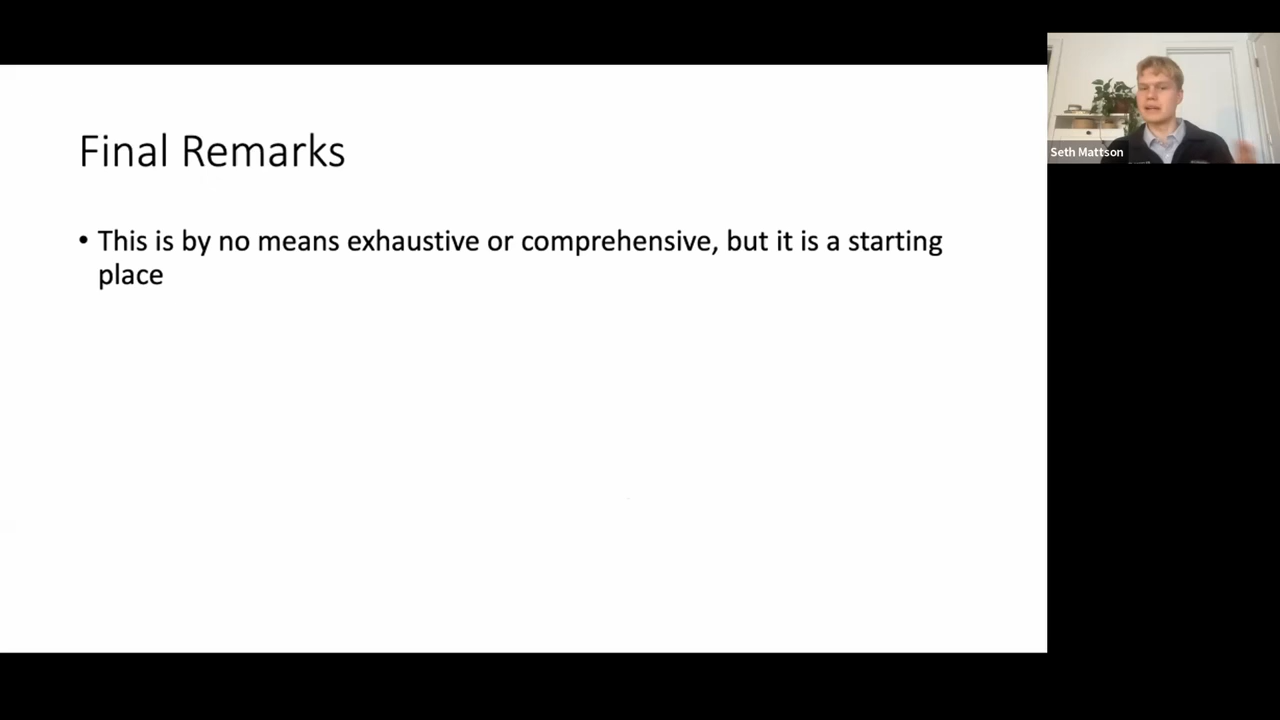 Final Remarks
• This is by no means exhaustive or comprehensive, but it is a starting
place
Seth Mattson